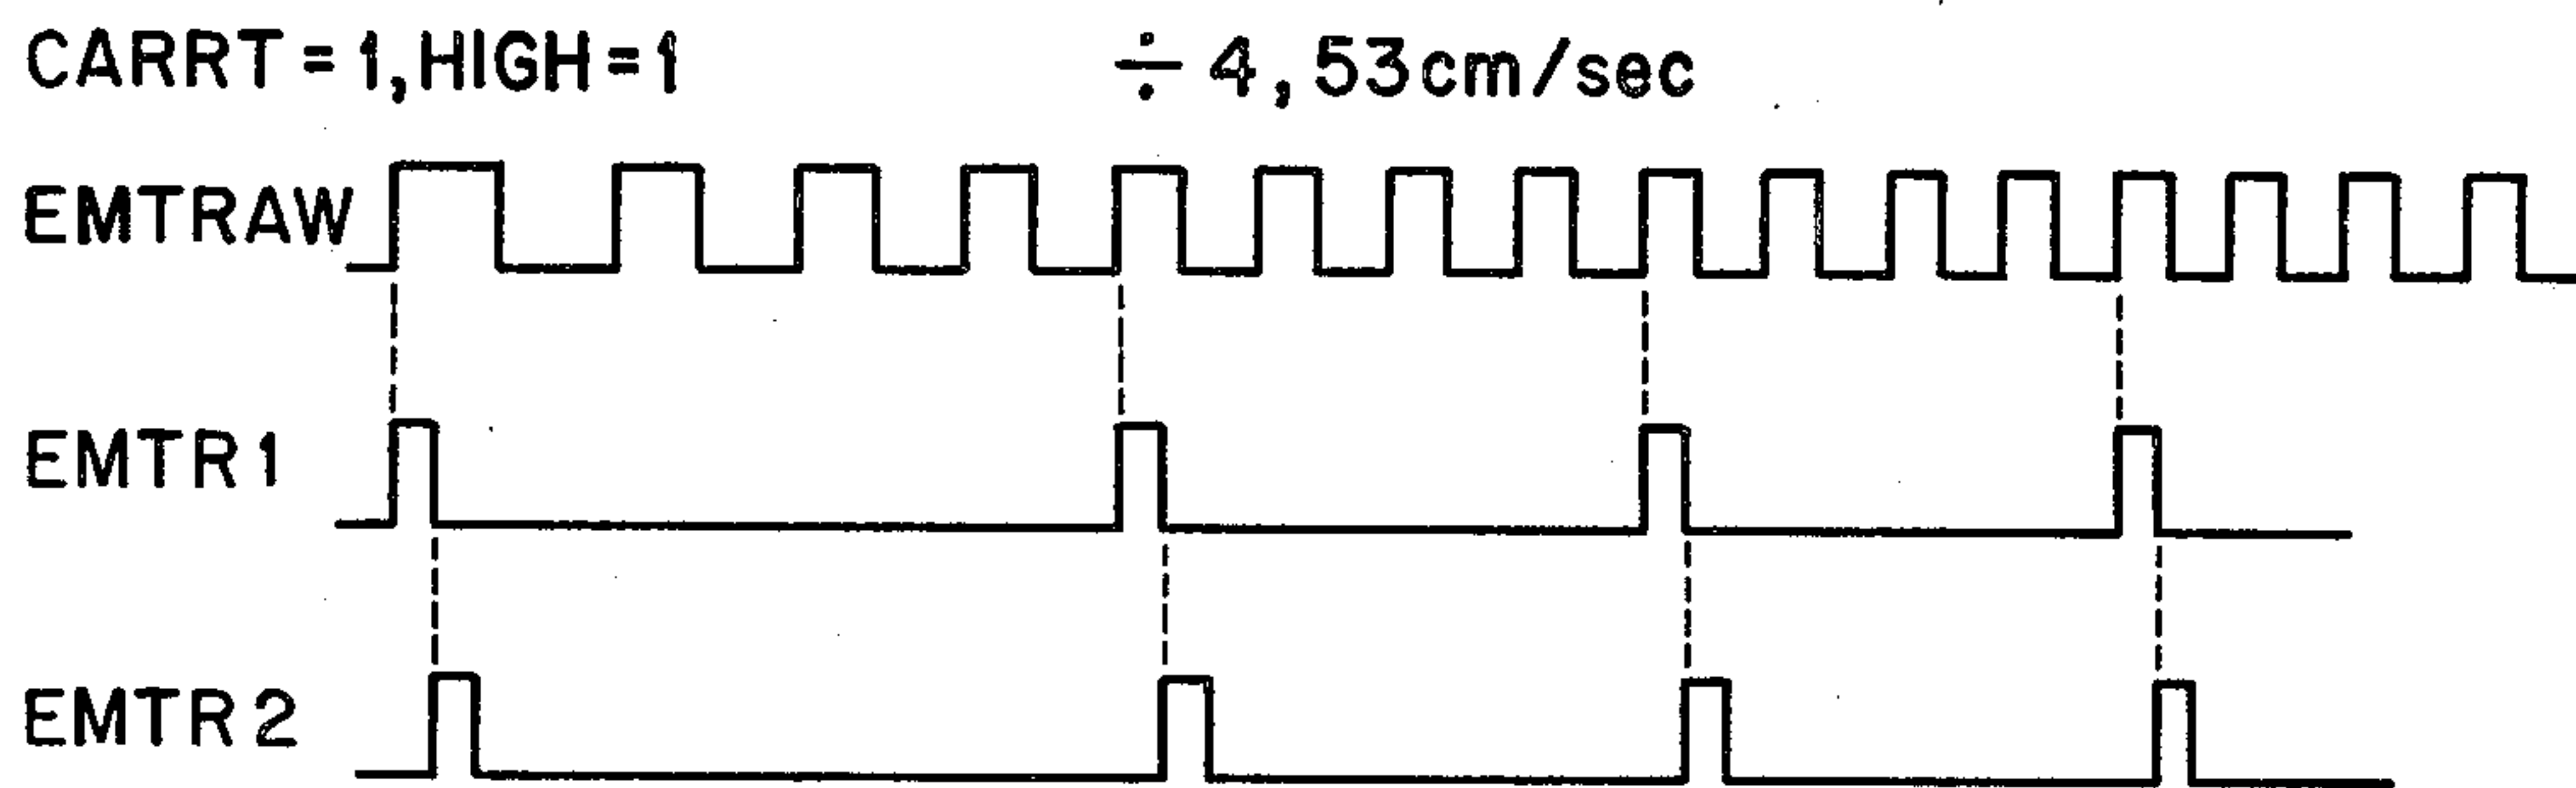 CARRT = 1, HIGH = 1 ÷ 4, 53cm/sec
EMTRAW
EMTR1
EMTR2